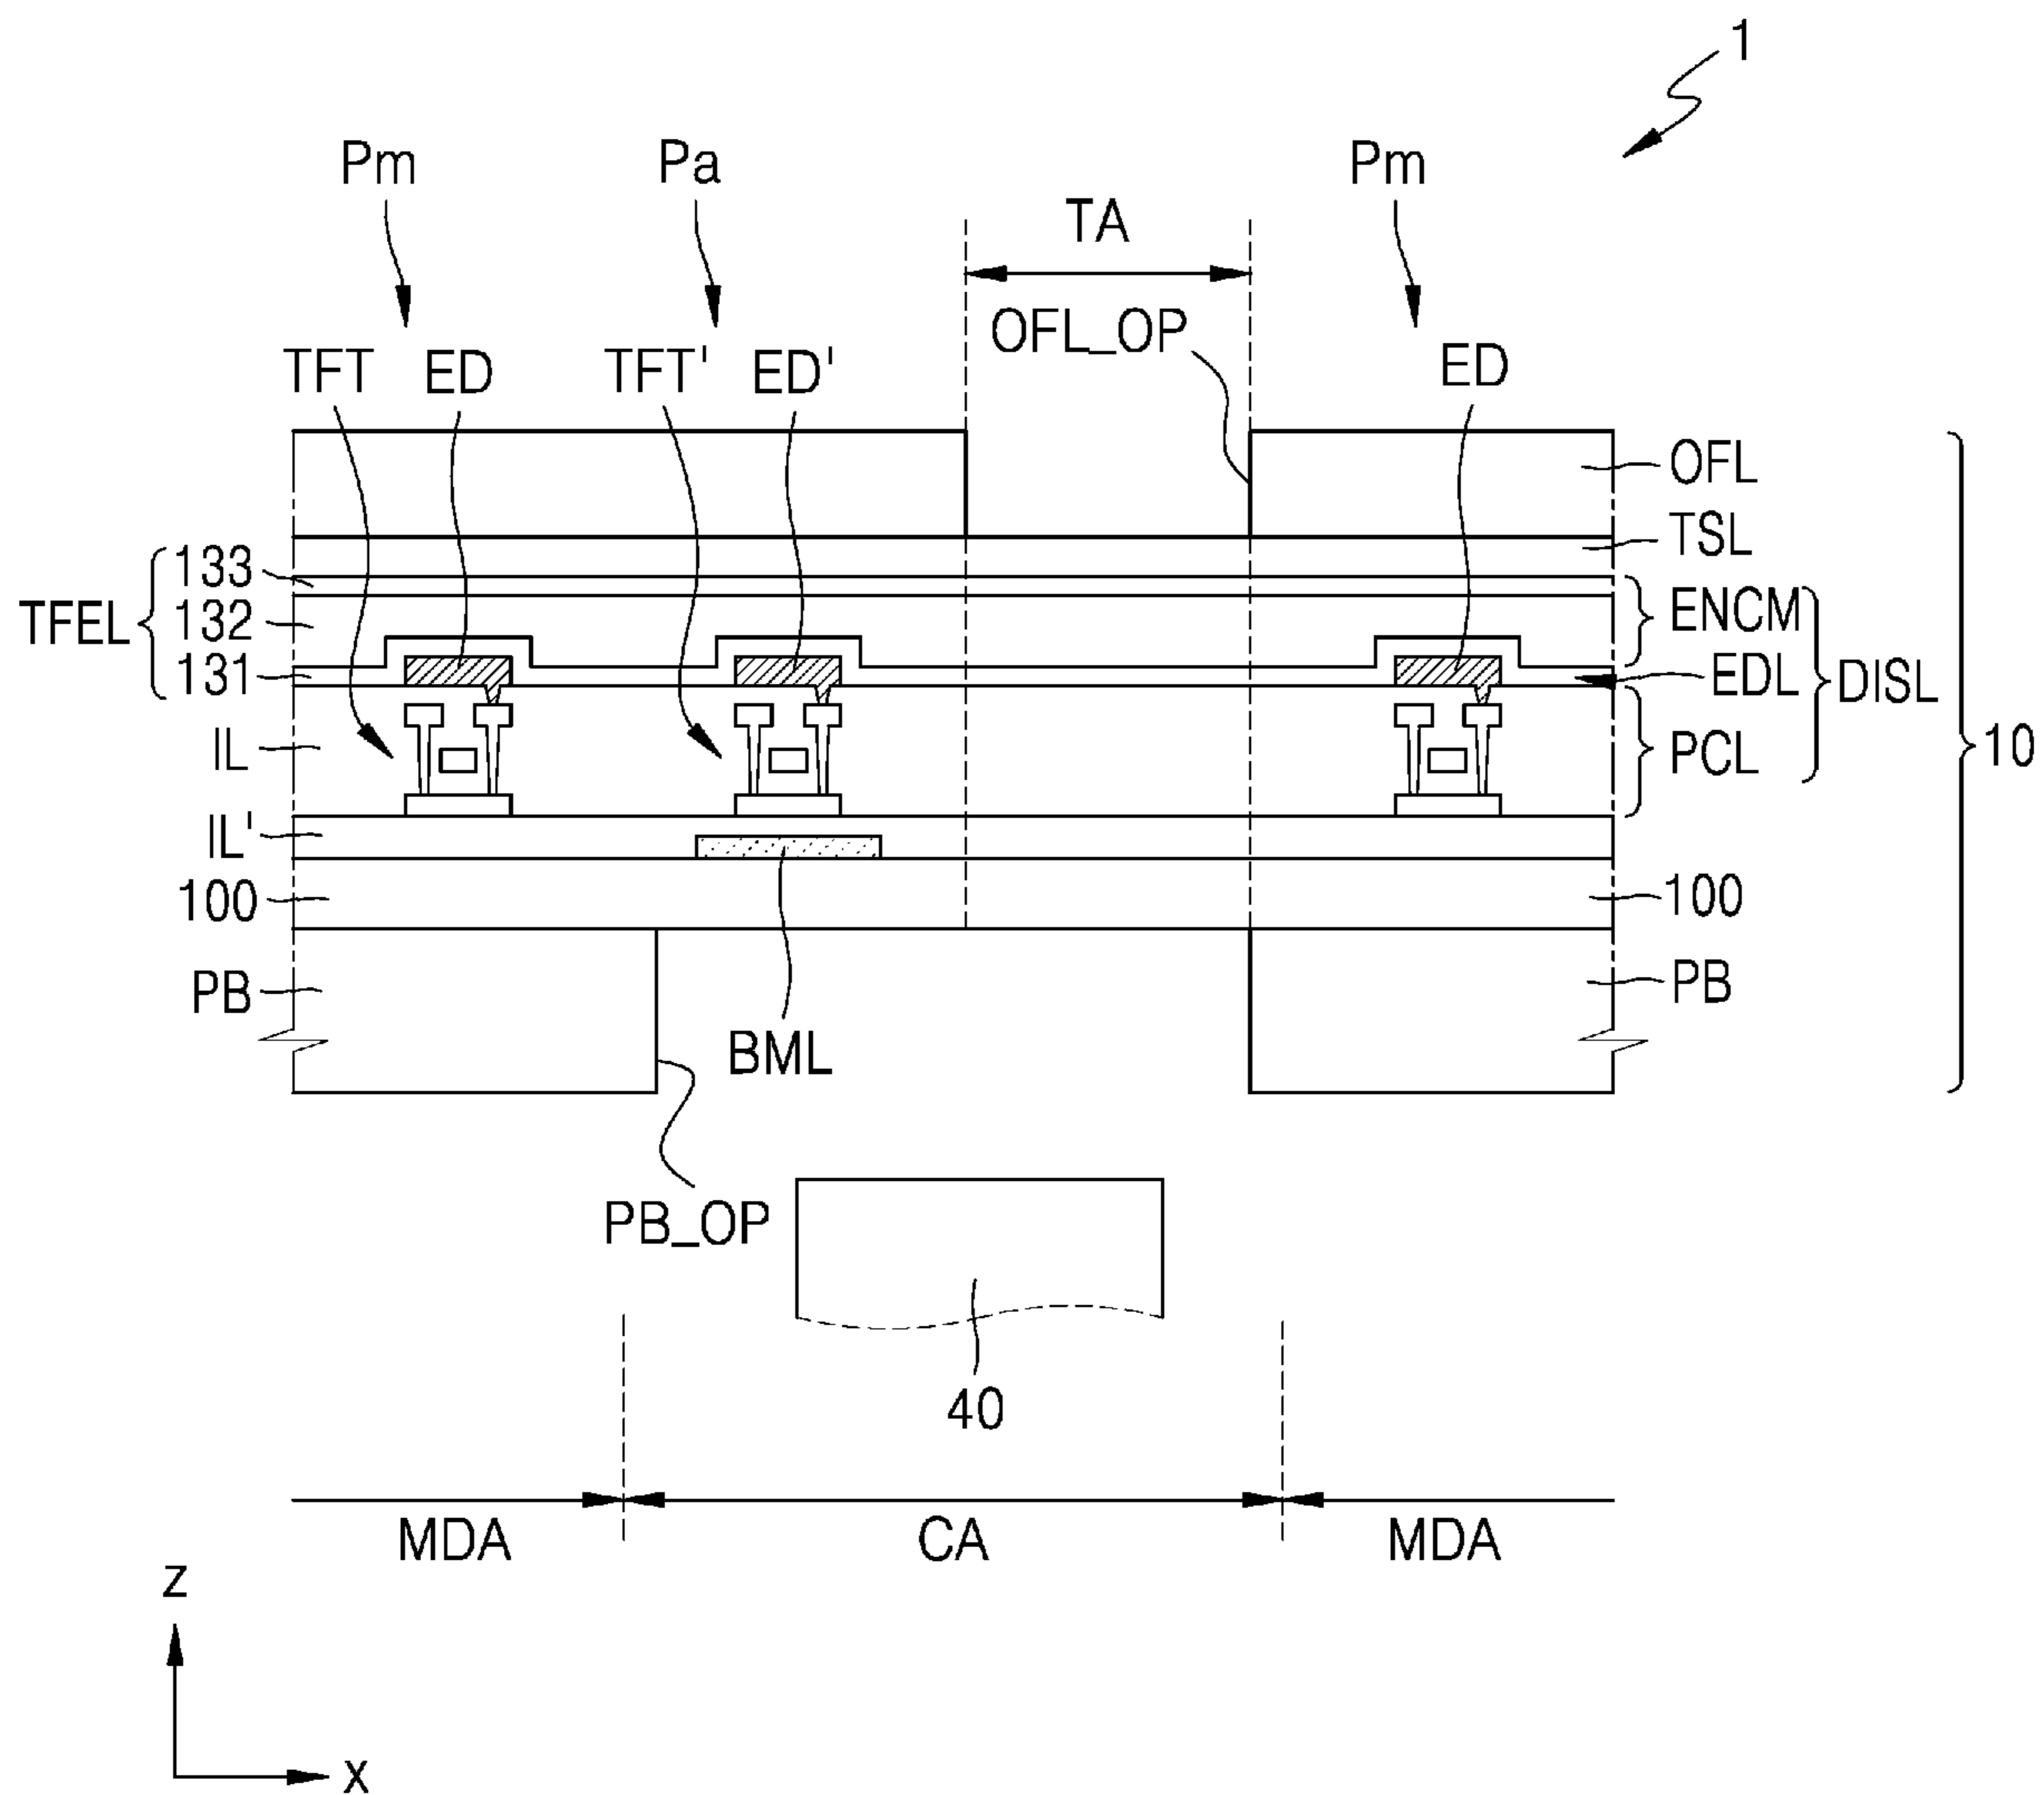 1
Pm
Pa
Pm
TA
OFL_OP
TFT
ED
TFT'
ED'
ED
OFL
TSL
133
TFEL
132
131
ENCM
EDL
DISL
PCL
10
IL
IL'
100
100
PB
PB
BML
PB_OP
40
MDA
CA
MDA
z
x